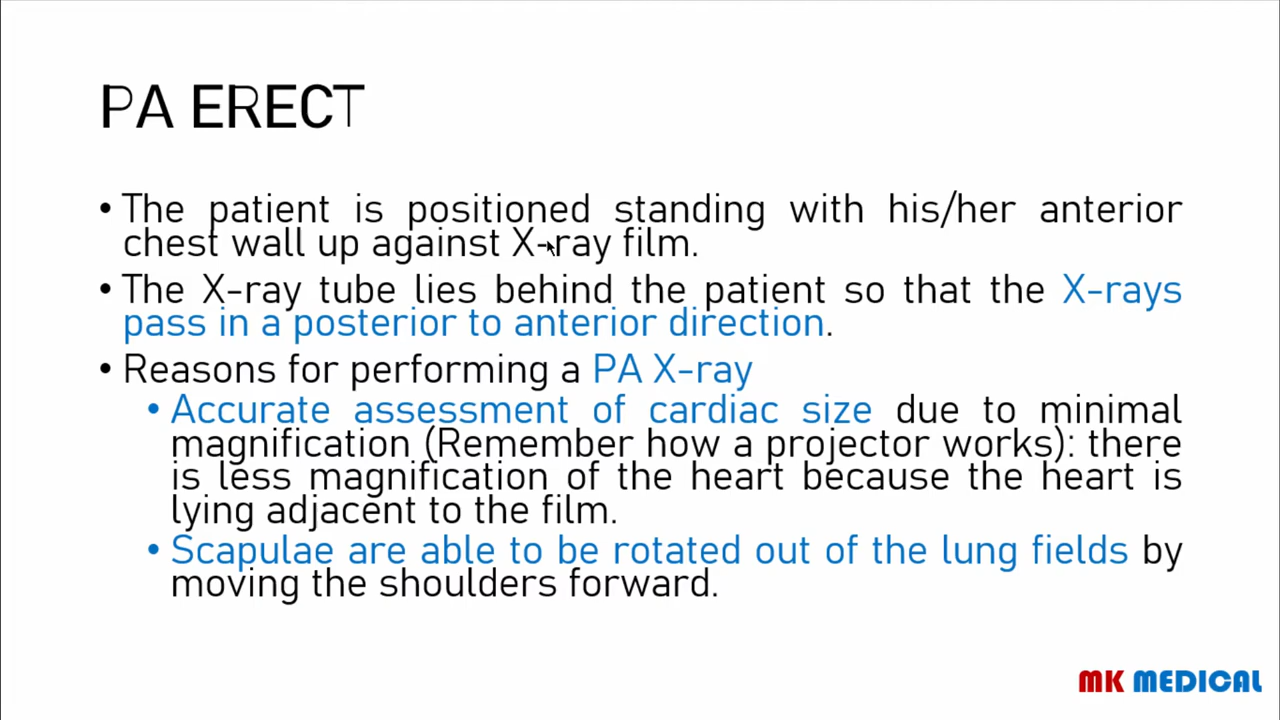 PA ERECT
• The patient is positioned standing with his/her anterior
chest wall up against X-ray film.
• The X-ray tube lies behind the patient so that the X-rays
pass in a posterior to anterior direction.
• Reasons for performing a PA X-ray
• Accurate assessment of cardiac size due to minimal
magnification (Remember how a projector works): there
is less magnification of the heart because the heart is
lying adjacent to the film.
• Scapulae are able to be rotated out of the lung fields by
moving the shoulders forward.
MK MEDICAL